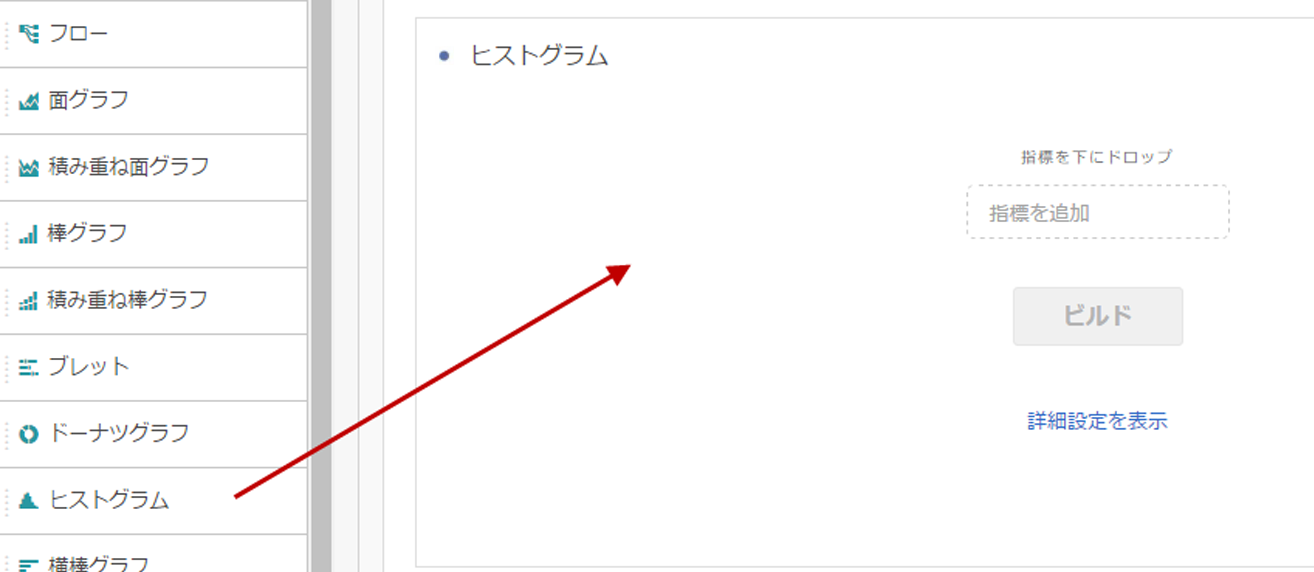 フロー
面グラフ
積み重ね面グラフ
棒グラフ
積み重ね棒グラフ
ブレット
ドーナツグラフ
ヒストグラム
横棒グラフ
ヒストグラム
指標を下にドロップ
指標を追加
ビルド
詳細設定を表示